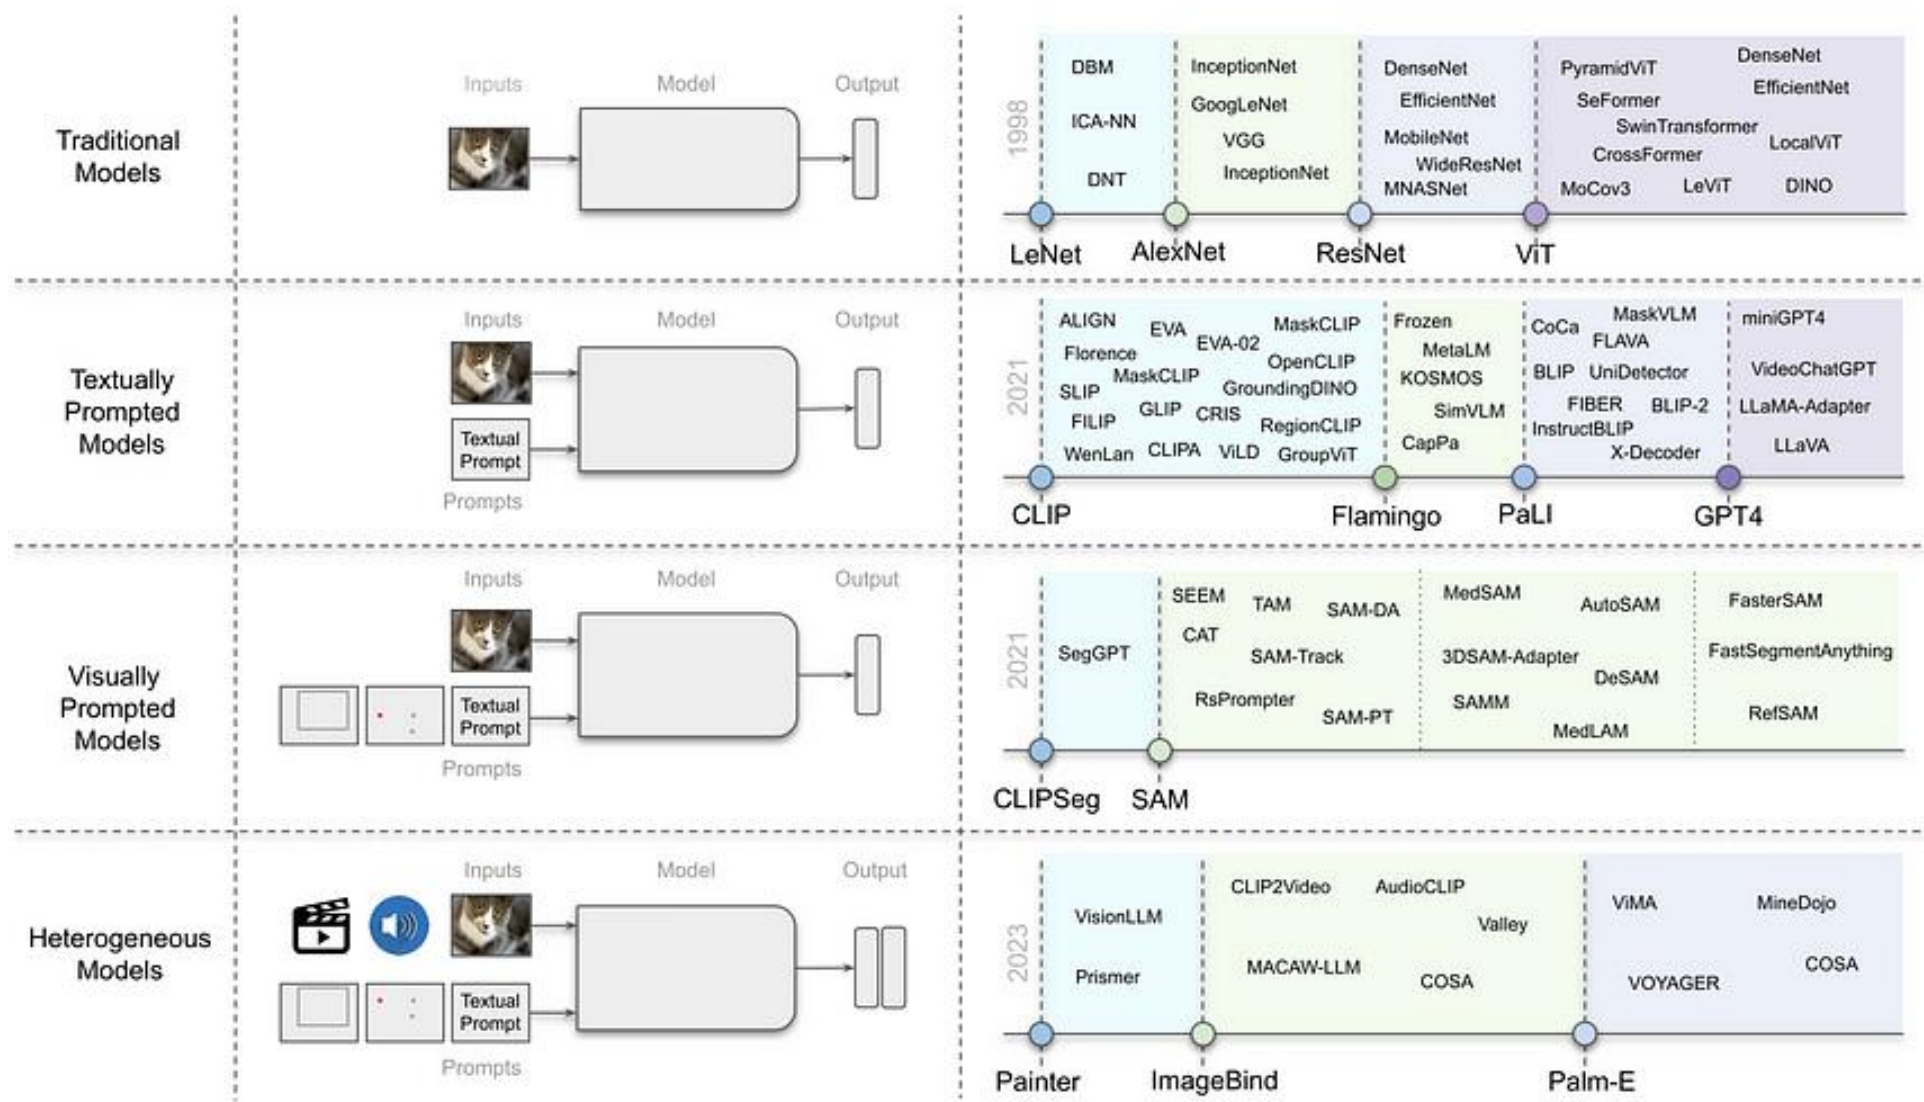 Traditional
Models
Inputs
Model
Output
1998
DBM
ICA-NN
DNT
InceptionNet
GoogLeNet
VGG
InceptionNet
DenseNet
EfficientNet
MobileNet
WideResNet
MNASNet
PyramidViT
DenseNet
EfficientNet
SeFormer
SwinTransformer
LocalViT
CrossFormer
MoCov3
LeViT
DINO
LeNet
AlexNet
ResNet
ViT
Textually
Prompted
Models
Inputs
Model
Output
Textual
Prompt
Prompts
2021
ALIGN
EVA
MaskCLIP
EVA-02
Florence
OpenCLIP
MaskCLIP
SLIP
GroundingDINO
GLIP
CRIS
FILIP
RegionCLIP
WenLan
CLIPA
ViLD
GroupViT
Frozen
MetaLM
KOSMOS
SimVLM
CapPa
CoCa
MaskVLM
FLAVA
BLIP
UniDetector
FIBER
BLIP-2
InstructBLIP
X-Decoder
miniGPT4
VideoChatGPT
LLaMA-Adapter
LLaVA
CLIP
Flamingo
PaLI
GPT4
Visually
Prompted
Models
Inputs
Model
Output
Textual
Prompt
Prompts
2021
SegGPT
SEEM
TAM
SAM-DA
CAT
SAM-Track
RsPrompter
SAM-PT
MedSAM
AutoSAM
3DSAM-Adapter
DeSAM
SAMM
MedLAM
FasterSAM
FastSegmentAnything
RefSAM
CLIPSeg
SAM
Heterogeneous
Models
Inputs
Model
Output
Textual
Prompt
Prompts
2023
VisionLLM
Prismer
CLIP2Video
AudioCLIP
Valley
MACAW-LLM
COSA
ViMA
MineDojo
COSA
VOYAGER
Painter
ImageBind
Palm-E